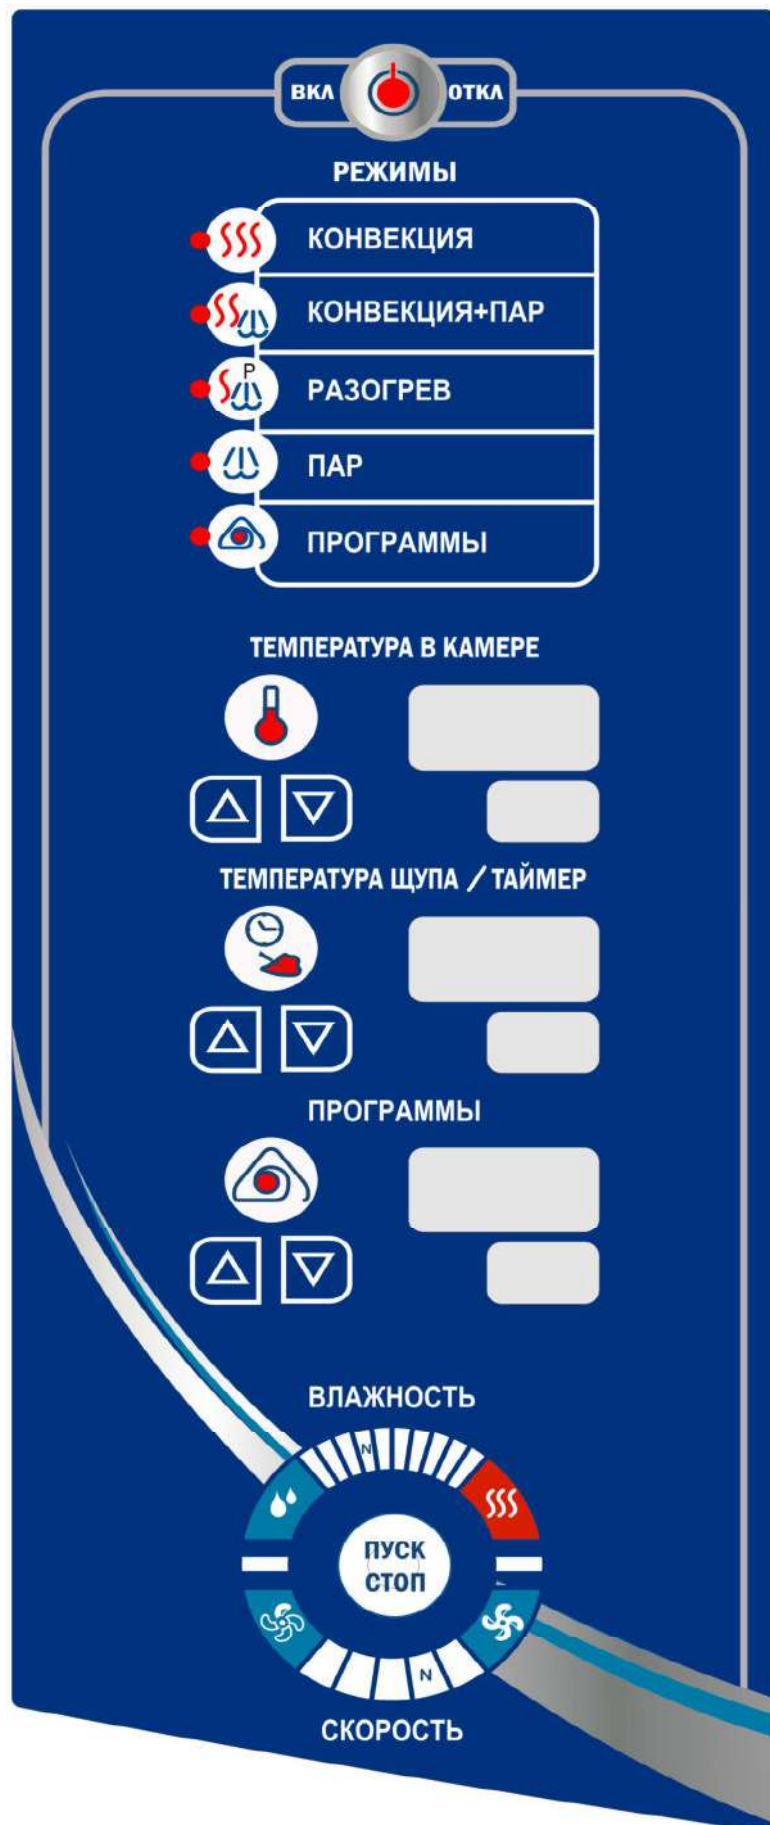 ВКЛ ОТКЛ
РЕЖИМЫ
КОНВЕКЦИЯ
КОНВЕКЦИЯ+ПАР
P
РАЗОГРЕВ
ПАР
ПРОГРАММЫ
ТЕМПЕРАТУРА В КАМЕРЕ
ТЕМПЕРАТУРА ЩУПА / ТАЙМЕР
ПРОГРАММЫ
ВЛАЖНОСТЬ
N
ПУСК
СТОП
N
СКОРОСТЬ